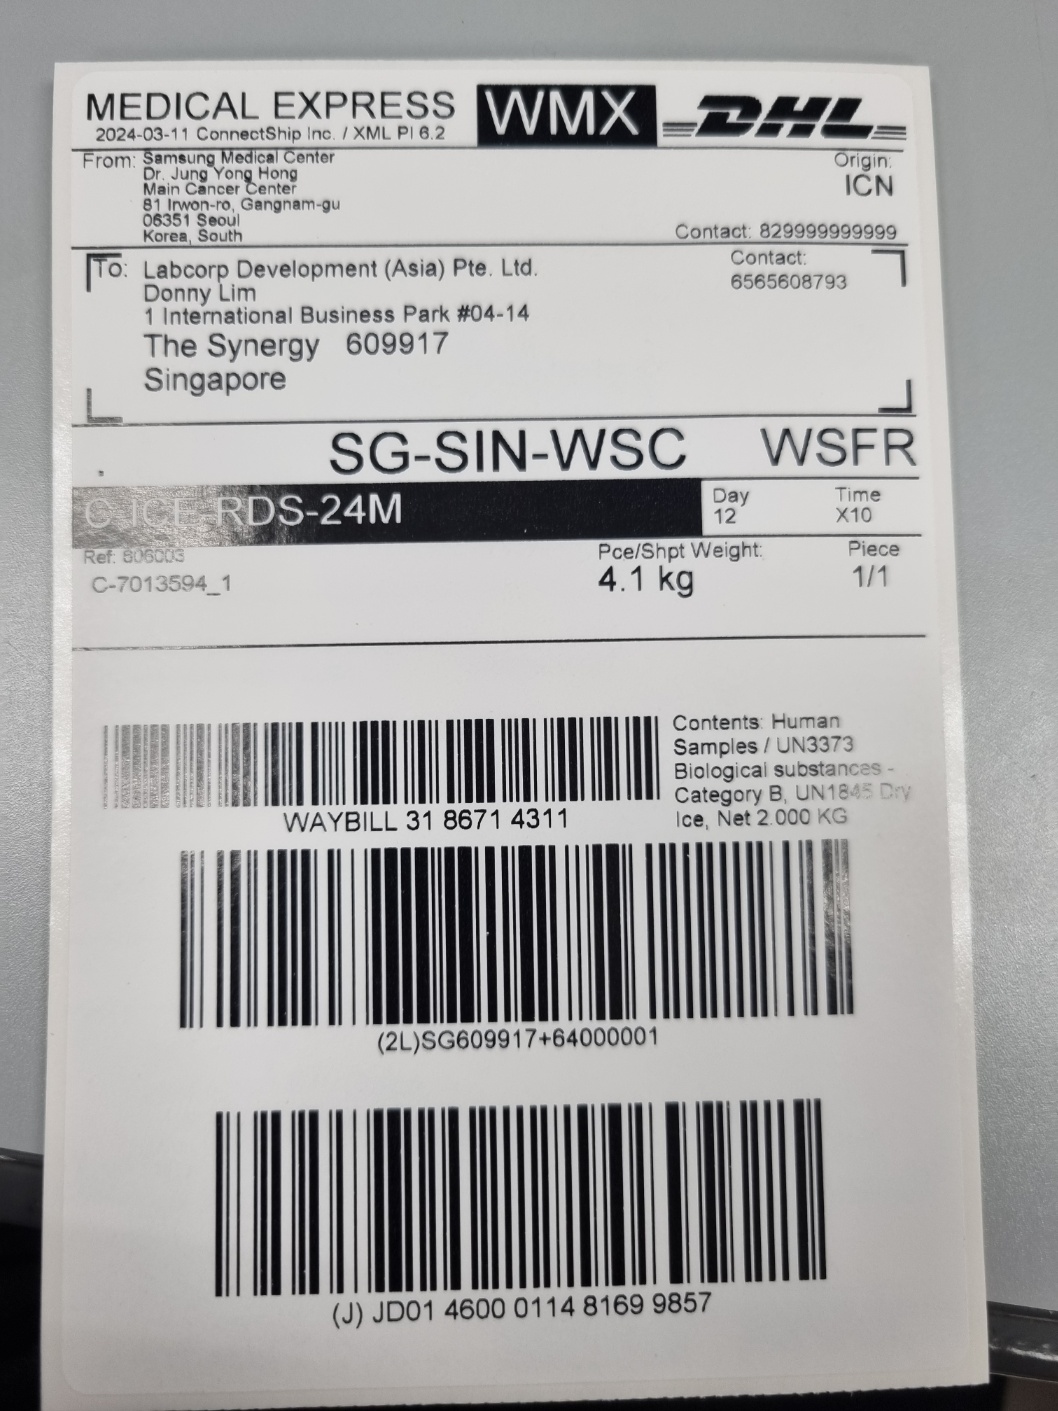 MEDICAL EXPRESS WMX DHL
2024-03-11 ConnectShip Inc. / XML PI 6.2
From: Samsung Medical Center
Dr. Jung Yong Hong
Main Cancer Center
81 Irwon-ro, Gangnam-gu
06351 Seoul
Korea, South
Origin:
ICN
Contact: 829999999999
To: Labcorp Development (Asia) Pte. Ltd.
Donny Lim
1 International Business Park #04-14
The Synergy 609917
Singapore
Contact:
6565608793
SG-SIN-WSC WSFR
C-ICE-RDS-24M
Day
12
Time
X10
Ref: 806003
C-7013594_1
Pce/Shpt Weight:
4.1 kg
Piece
1/1
Contents: Human
Samples / UN3373
Biological substances -
Category B, UN1845 Dry
Ice, Net 2.000 KG
WAYBILL 31 8671 4311
(2L)SG609917+64000001
(J) JD01 4600 0114 8169 9857